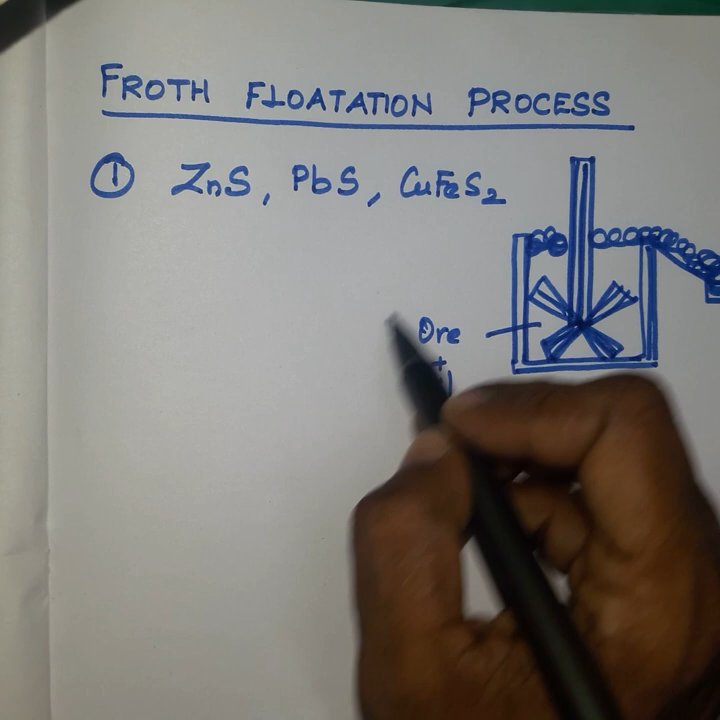 FROTH FLOATATION PROCESS
① ZnS, PbS, CuFeS₂
Ore
+